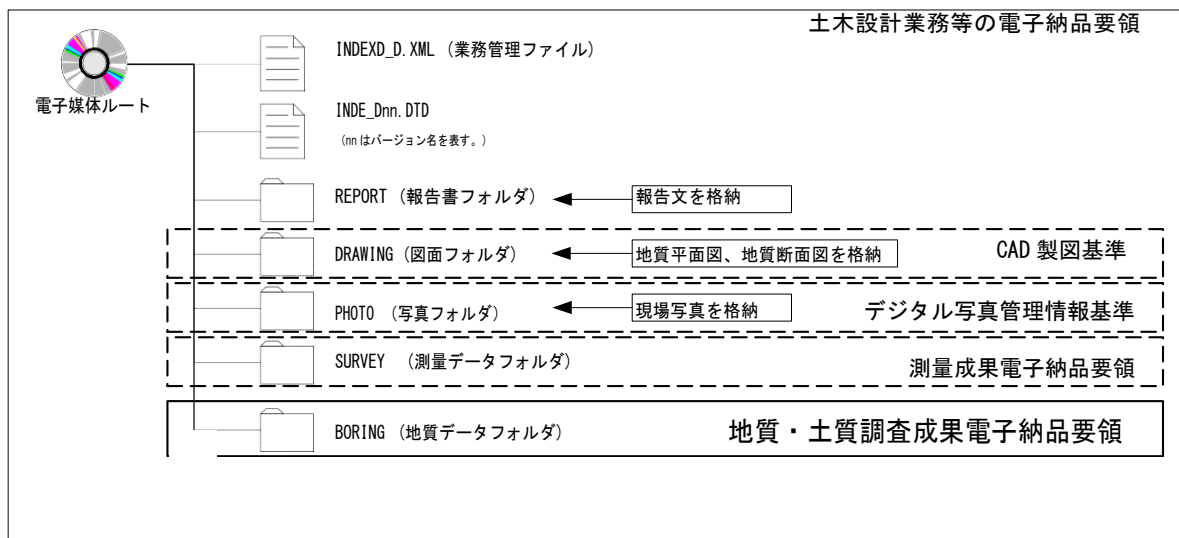 土木設計業務等の電子納品要領
電子媒体ルート
INDEXD_D.XML (業務管理ファイル)
INDE_Dnn.DTD
(nnはバージョン名を表す。)
REPORT (報告書フォルダ) 報告文を格納
DRAWING (図面フォルダ) 地質平面図、地質断面図を格納 CAD 製図基準
PHOTO (写真フォルダ) 現場写真を格納 デジタル写真管理情報基準
SURVEY (測量データフォルダ) 測量成果電子納品要領
BORING (地質データフォルダ) 地質・土質調査成果電子納品要領